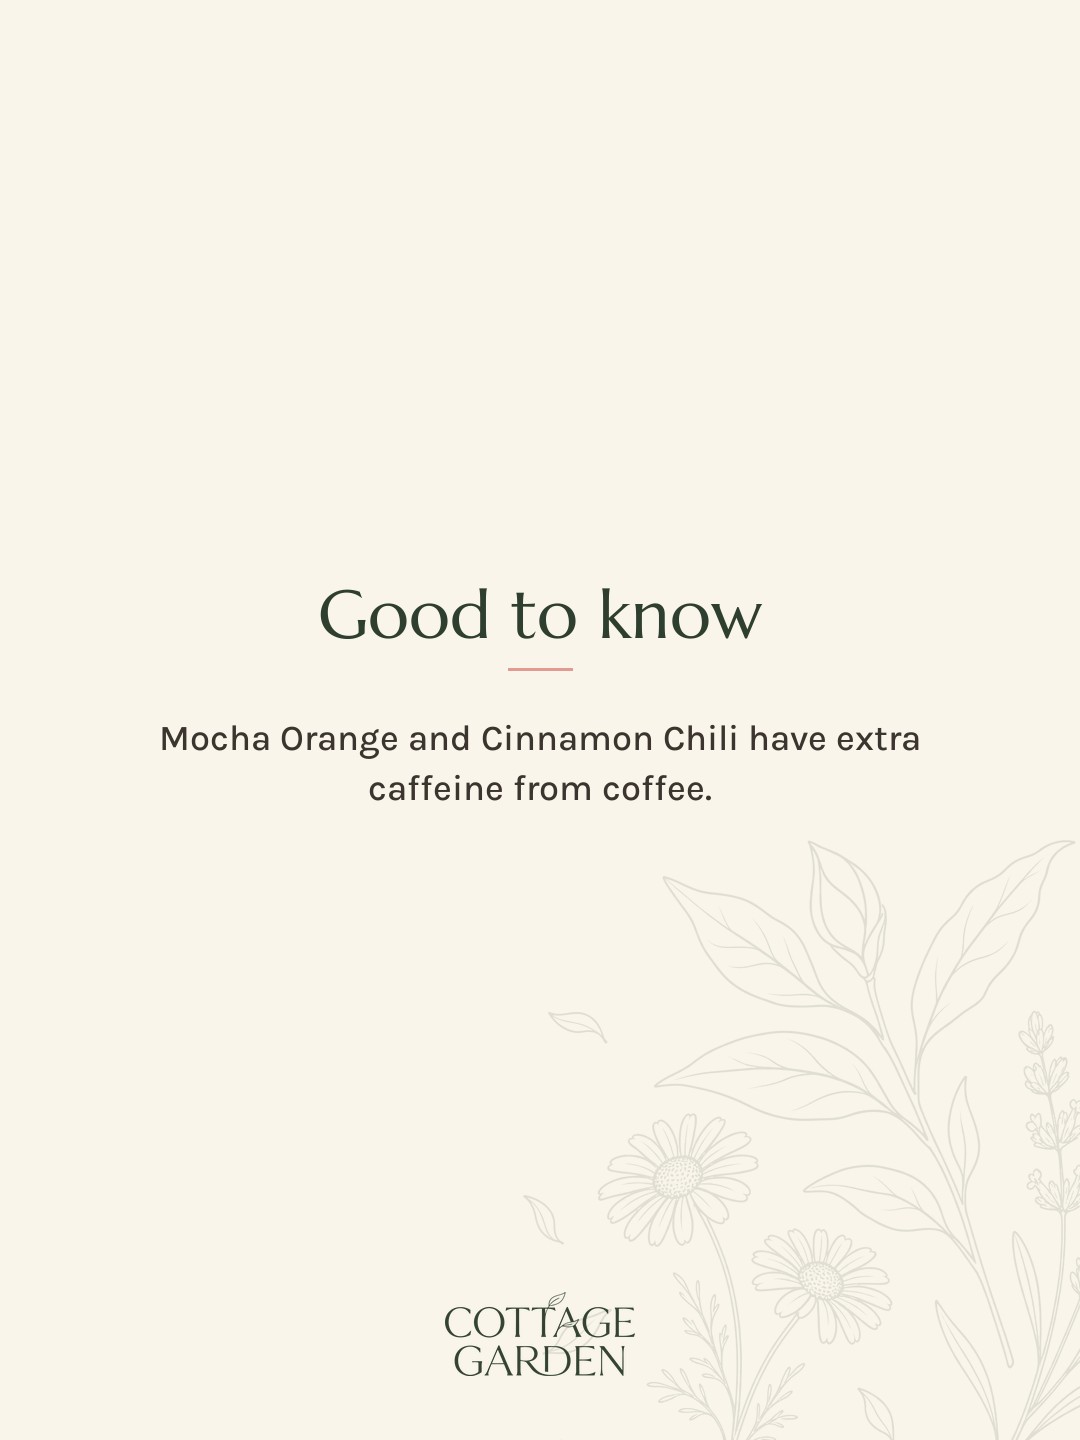 Good to know
Mocha Orange and Cinnamon Chili have extra
caffeine from coffee.
COTTAGE
GARDEN